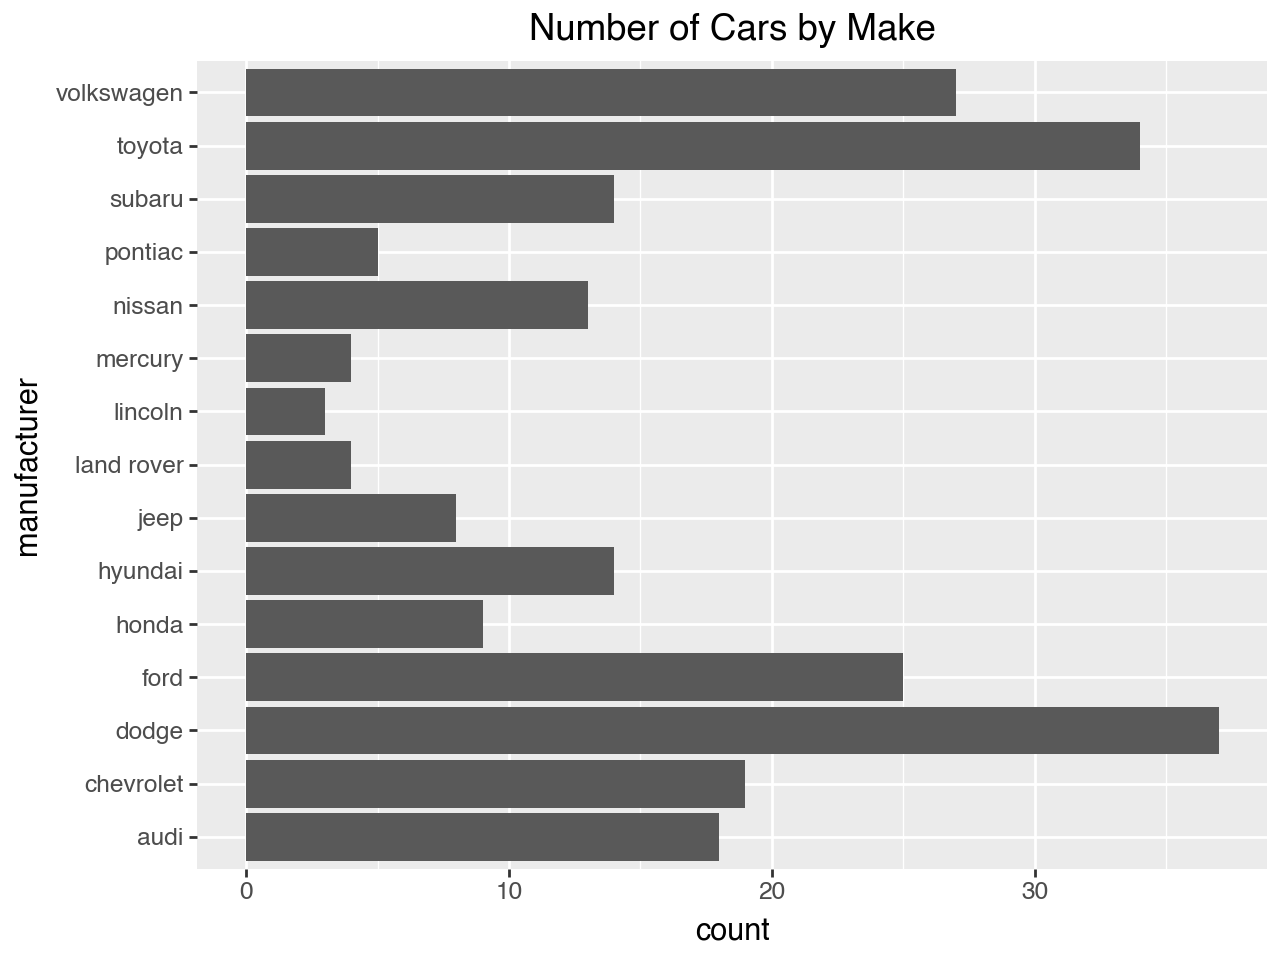 Number of Cars by Make
volkswagen
toyota
subaru
pontiac
nissan
mercury
lincoln
land rover
jeep
hyundai
honda
ford
dodge
chevrolet
audi
manufacturer
0 10 20 30
count